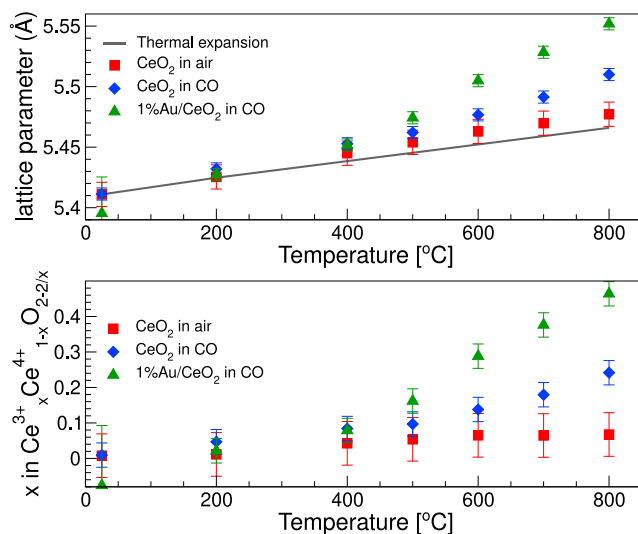 5.55
5.5
5.45
5.4
lattice parameter (Å)
Thermal expansion
CeO₂ in air
CeO₂ in CO
1%Au/CeO₂ in CO
0 200 400 600 800
Temperature [°C]
0.4
0.3
0.2
0.1
0
x in Ce³⁺ₓCe⁴⁺₁₋ₓO₂₋₂/ₓ
CeO₂ in air
CeO₂ in CO
1%Au/CeO₂ in CO
0 200 400 600 800
Temperature [°C]